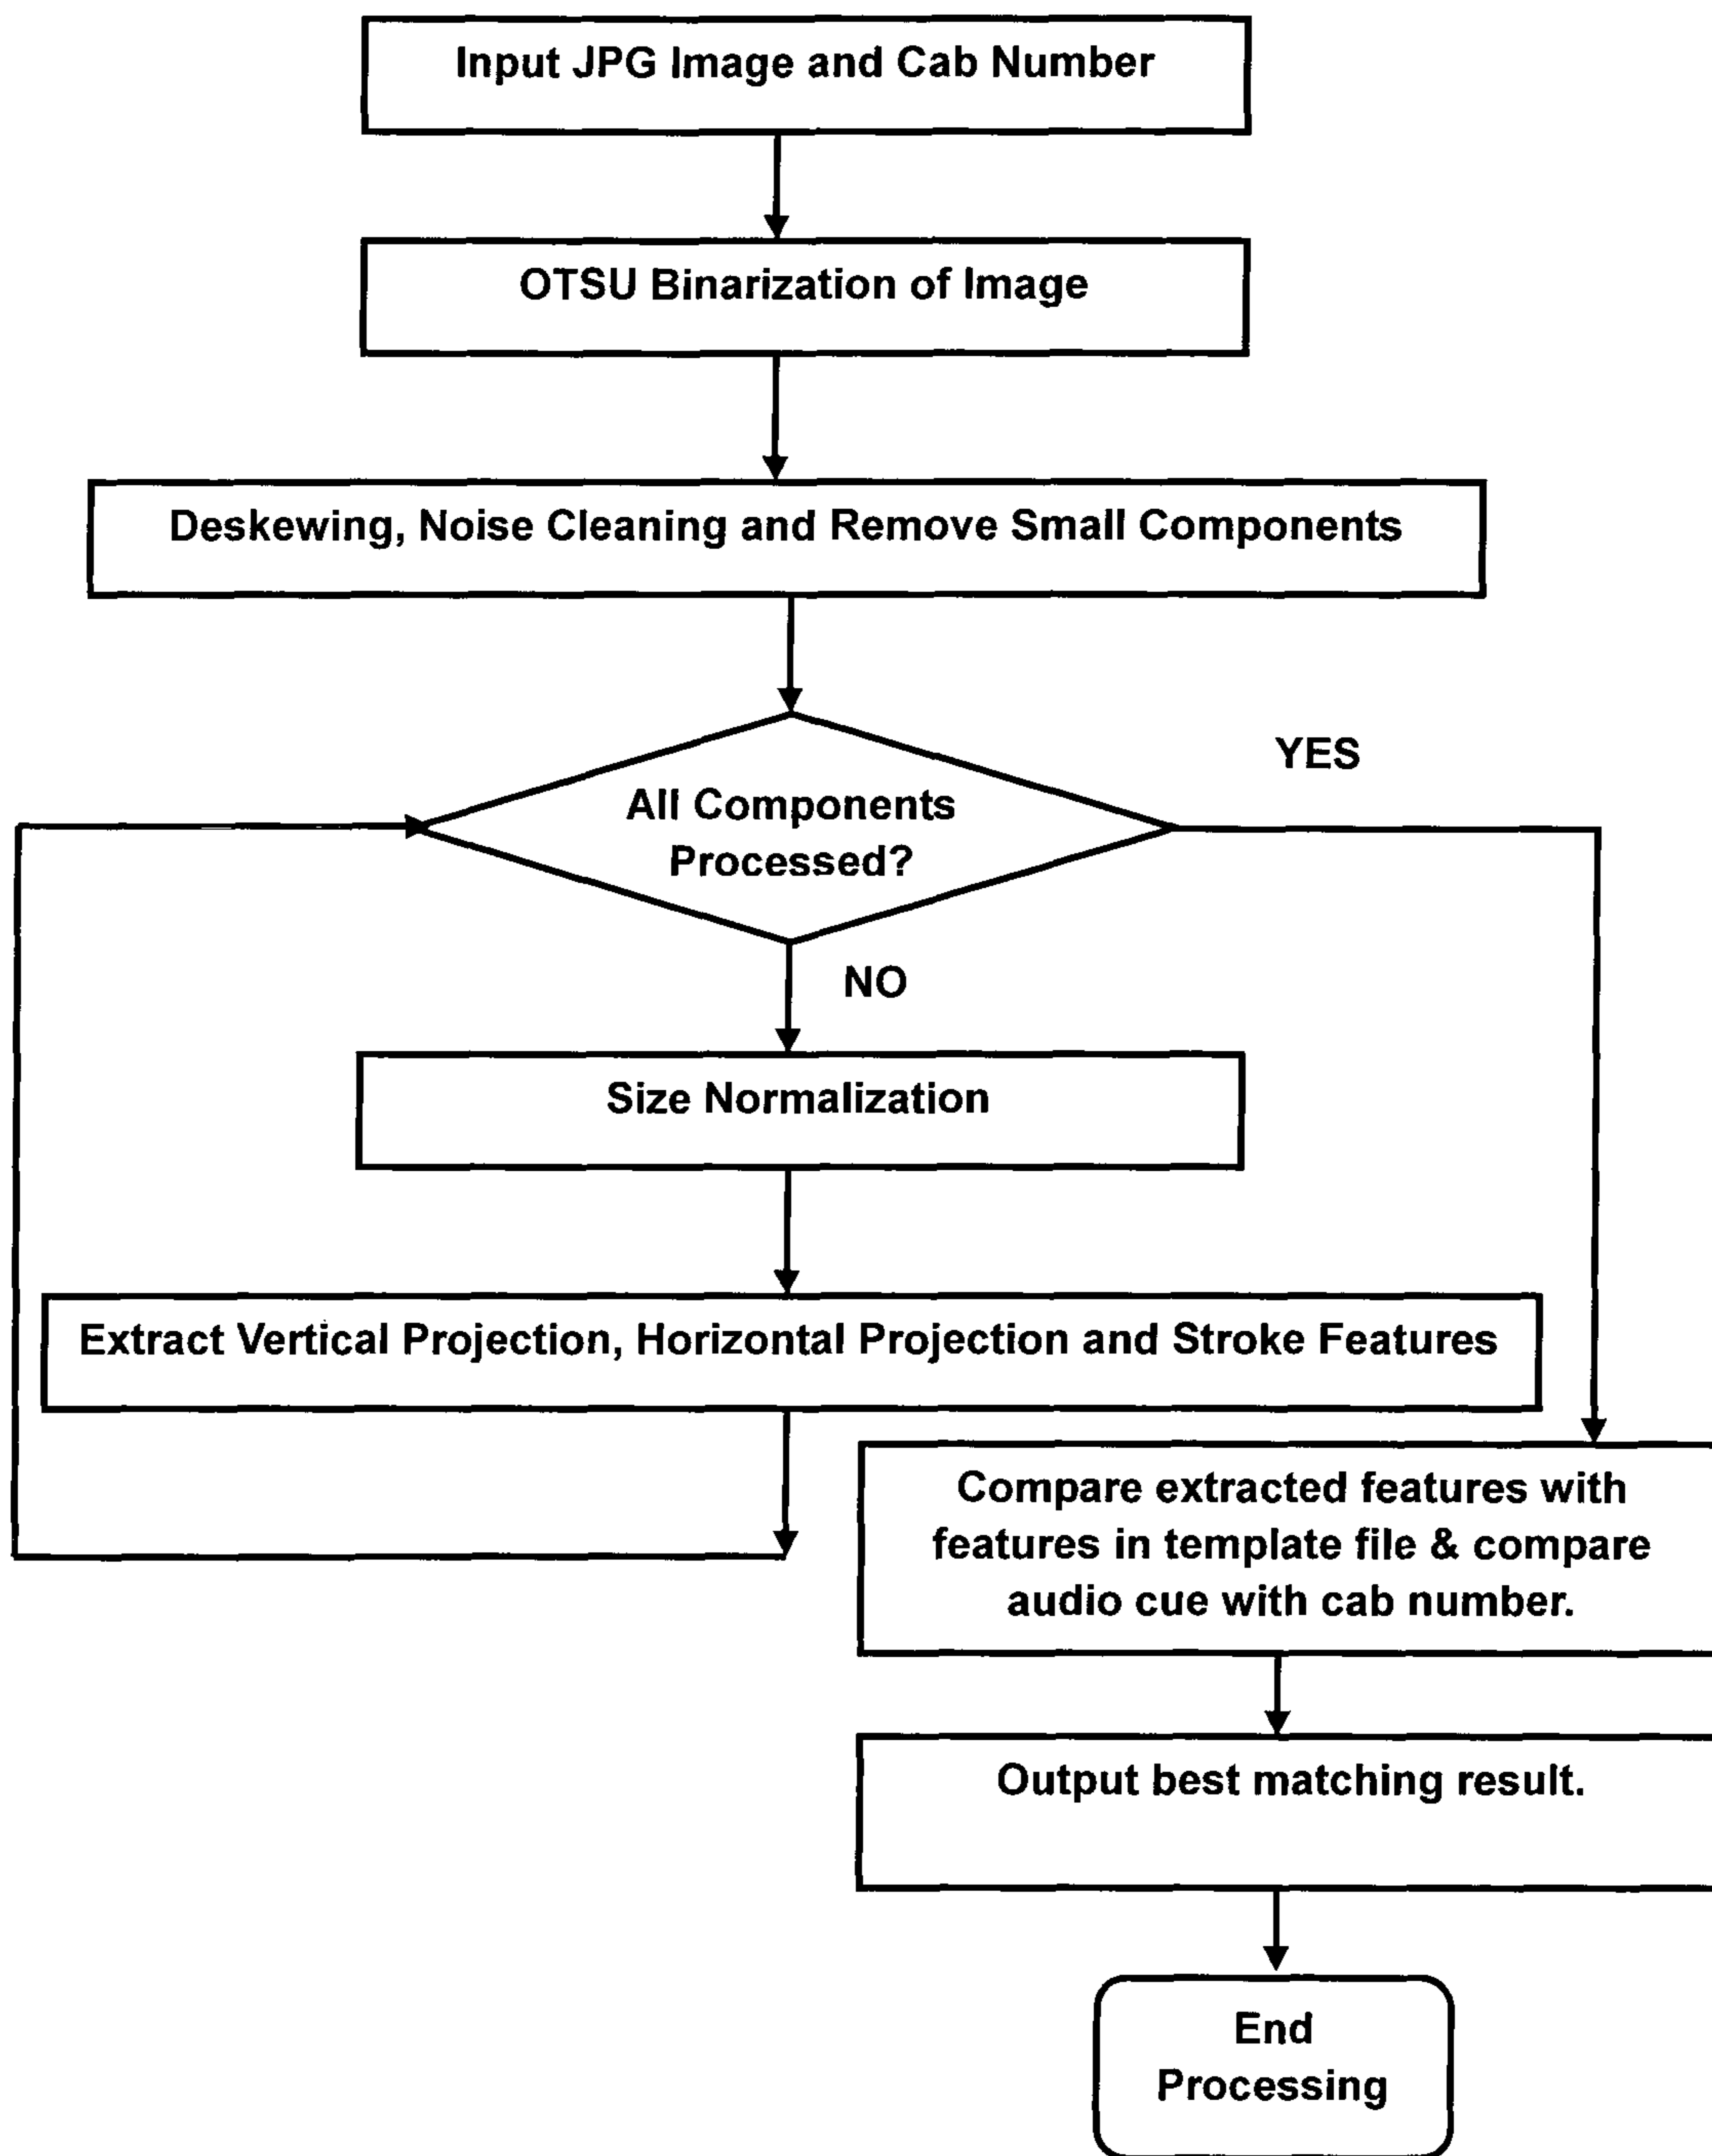 Input JPG Image and Cab Number
OTSU Binarization of Image
Deskewing, Noise Cleaning and Remove Small Components
All Components
Processed?
YES
NO
Size Normalization
Extract Vertical Projection, Horizontal Projection and Stroke Features
Compare extracted features with
features in template file & compare
audio cue with cab number.
Output best matching result.
End
Processing